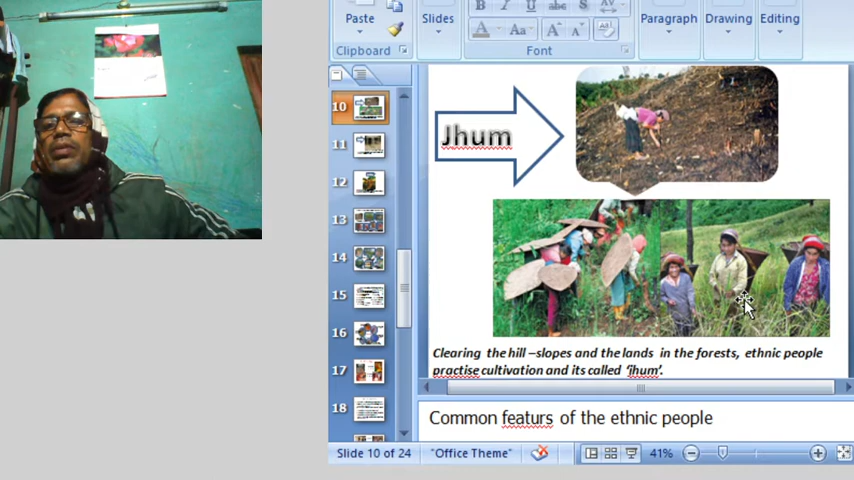 Paste
Slides
Paragraph
Drawing
Editing
Clipboard
Font
Jhum
10
11
12
13
14
15
16
17
18
Clearing the hill –slopes and the lands in the forests, ethnic people
practise cultivation and its called 'jhum'.
Common featurs of the ethnic people
Slide 10 of 24
"Office Theme"
41%